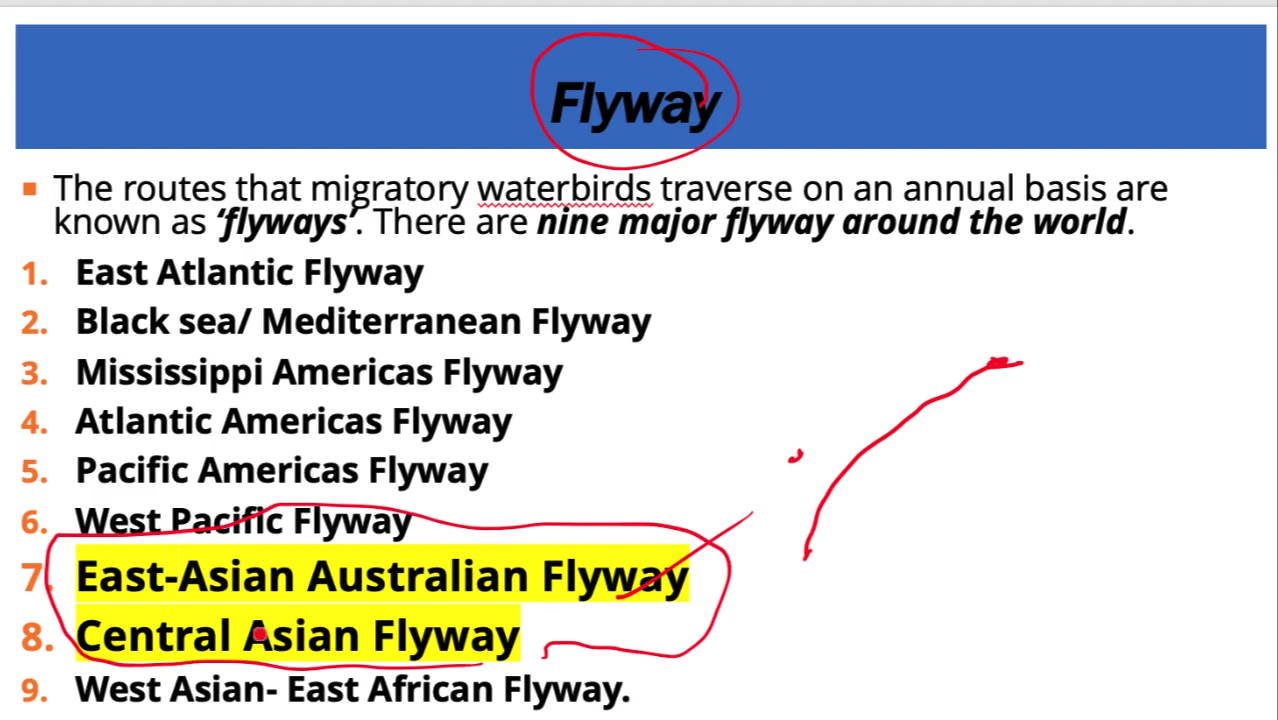 Flyway
▪ The routes that migratory waterbirds traverse on an annual basis are
known as ‘flyways’. There are nine major flyway around the world.
1. East Atlantic Flyway
2. Black sea/ Mediterranean Flyway
3. Mississippi Americas Flyway
4. Atlantic Americas Flyway
5. Pacific Americas Flyway
6. West Pacific Flyway
7. East-Asian Australian Flyway
8. Central Asian Flyway
9. West Asian- East African Flyway.